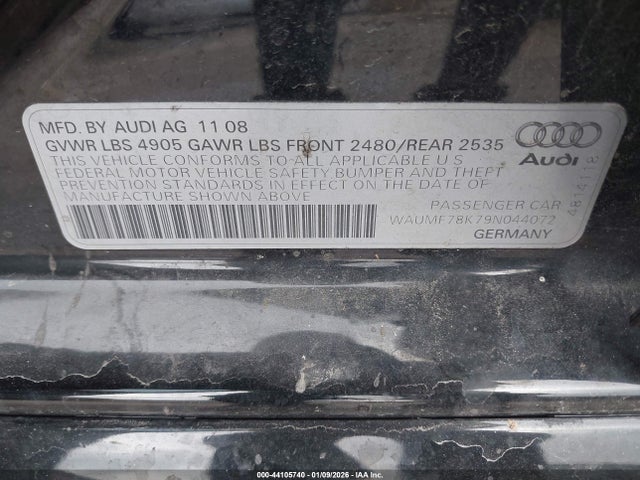 MFD. BY AUDI AG 11 08
GVWR LBS 4905 GAWR LBS FRONT 2480/REAR 2535
THIS VEHICLE CONFORMS TO ALL APPLICABLE U S
FEDERAL MOTOR VEHICLE SAFETY BUMPER AND THEFT
PREVENTION STANDARDS IN EFFECT ON THE DATE OF
MANUFACTURE SHOWN ABOVE
Audi
4814118
PASSENGER CAR
WAUMF78K79N044072
GERMANY
000-44105740 - 01/09/2026 - IAA Inc.